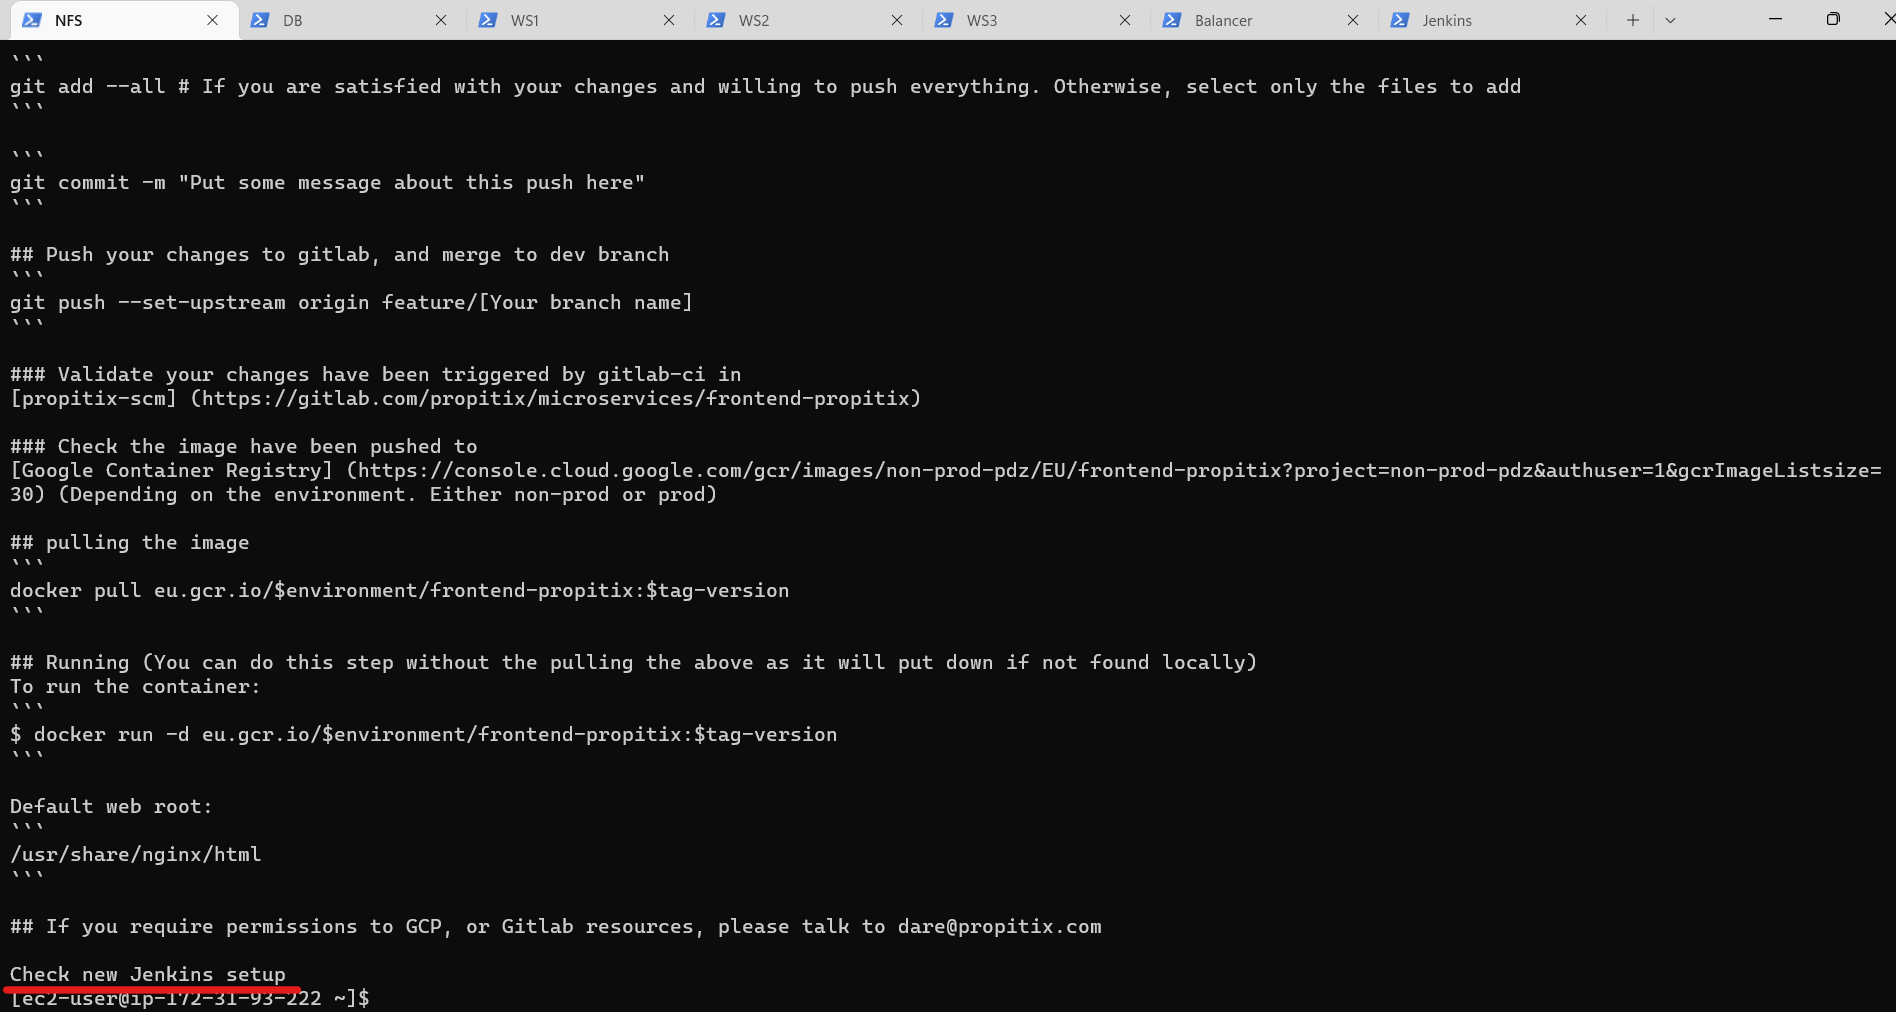 NFS
DB
WS1
WS2
WS3
Balancer
Jenkins
```
git add --all # If you are satisfied with your changes and willing to push everything. Otherwise, select only the files to add
```
```
git commit -m "Put some message about this push here"
```
## Push your changes to gitlab, and merge to dev branch
```
git push --set-upstream origin feature/[Your branch name]
```
### Validate your changes have been triggered by gitlab-ci in
[propitix-scm] (https://gitlab.com/propitix/microservices/frontend-propitix)
### Check the image have been pushed to
[Google Container Registry] (https://console.cloud.google.com/gcr/images/non-prod-pdz/EU/frontend-propitix?project=non-prod-pdz&authuser=1&gcrImageListsize=
30) (Depending on the environment. Either non-prod or prod)
## pulling the image
```
docker pull eu.gcr.io/$environment/frontend-propitix:$tag-version
```
## Running (You can do this step without the pulling the above as it will put down if not found locally)
To run the container:
```
$ docker run -d eu.gcr.io/$environment/frontend-propitix:$tag-version
```
Default web root:
```
/usr/share/nginx/html
```
## If you require permissions to GCP, or Gitlab resources, please talk to dare@propitix.com
Check new Jenkins setup
[ec2-user@ip-172-31-93-222 ~]$